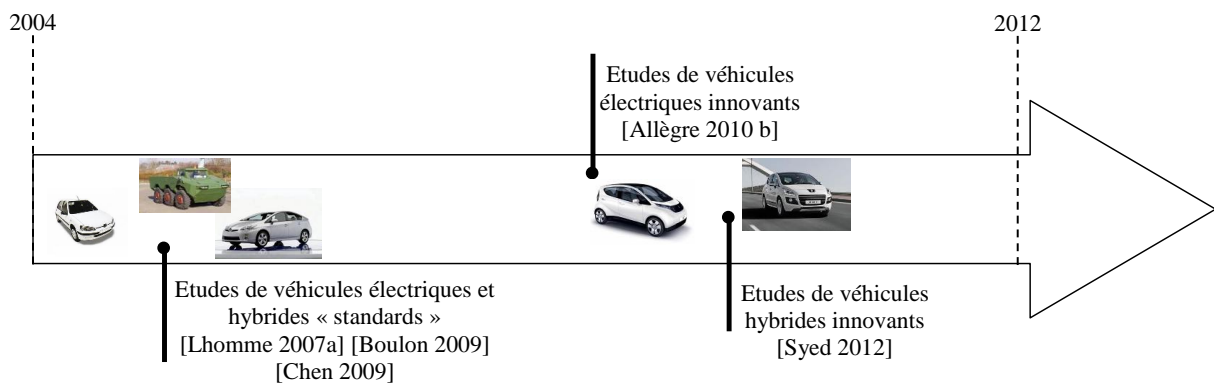 2004
2012
Etudes de véhicules
électriques innovants
[Allègre 2010 b]
Etudes de véhicules électriques et
hybrides « standards »
[Lhomme 2007a] [Boulon 2009]
[Chen 2009]
Etudes de véhicules
hybrides innovants
[Syed 2012]